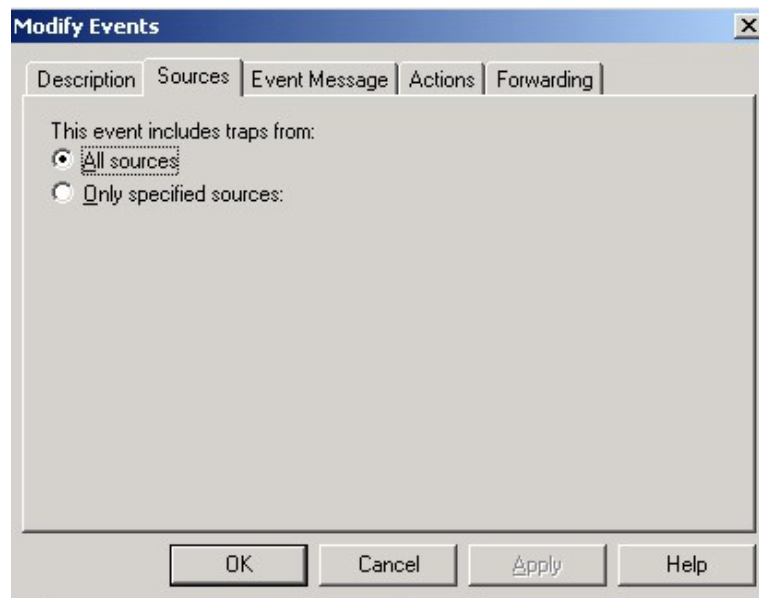 Modify Events
Description Sources Event Message Actions Forwarding
This event includes traps from:
All sources
Only specified sources:
OK Cancel Apply Help